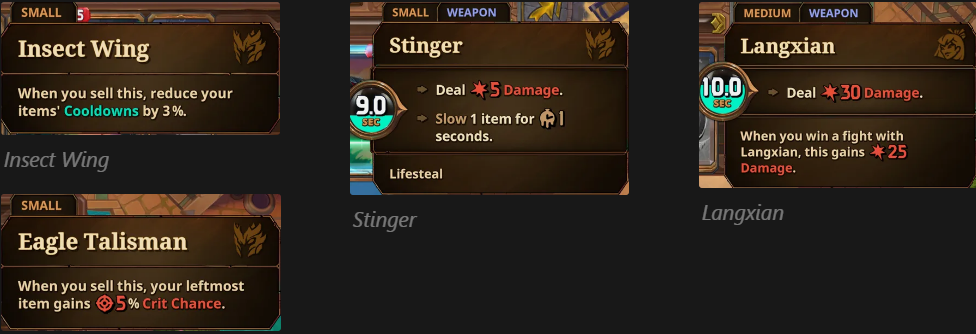 SMALL
5
Insect Wing
When you sell this, reduce your
items' Cooldowns by 3%.
Insect Wing
SMALL
Eagle Talisman
When you sell this, your leftmost
item gains 5% Crit Chance.
SMALL WEAPON
Stinger
9.0
SEC
Deal 5 Damage.
Slow 1 item for 1
seconds.
Lifesteal
Stinger
MEDIUM WEAPON
Langxian
10.0
SEC
Deal 30 Damage.
When you win a fight with
Langxian, this gains 25
Damage.
Langxian